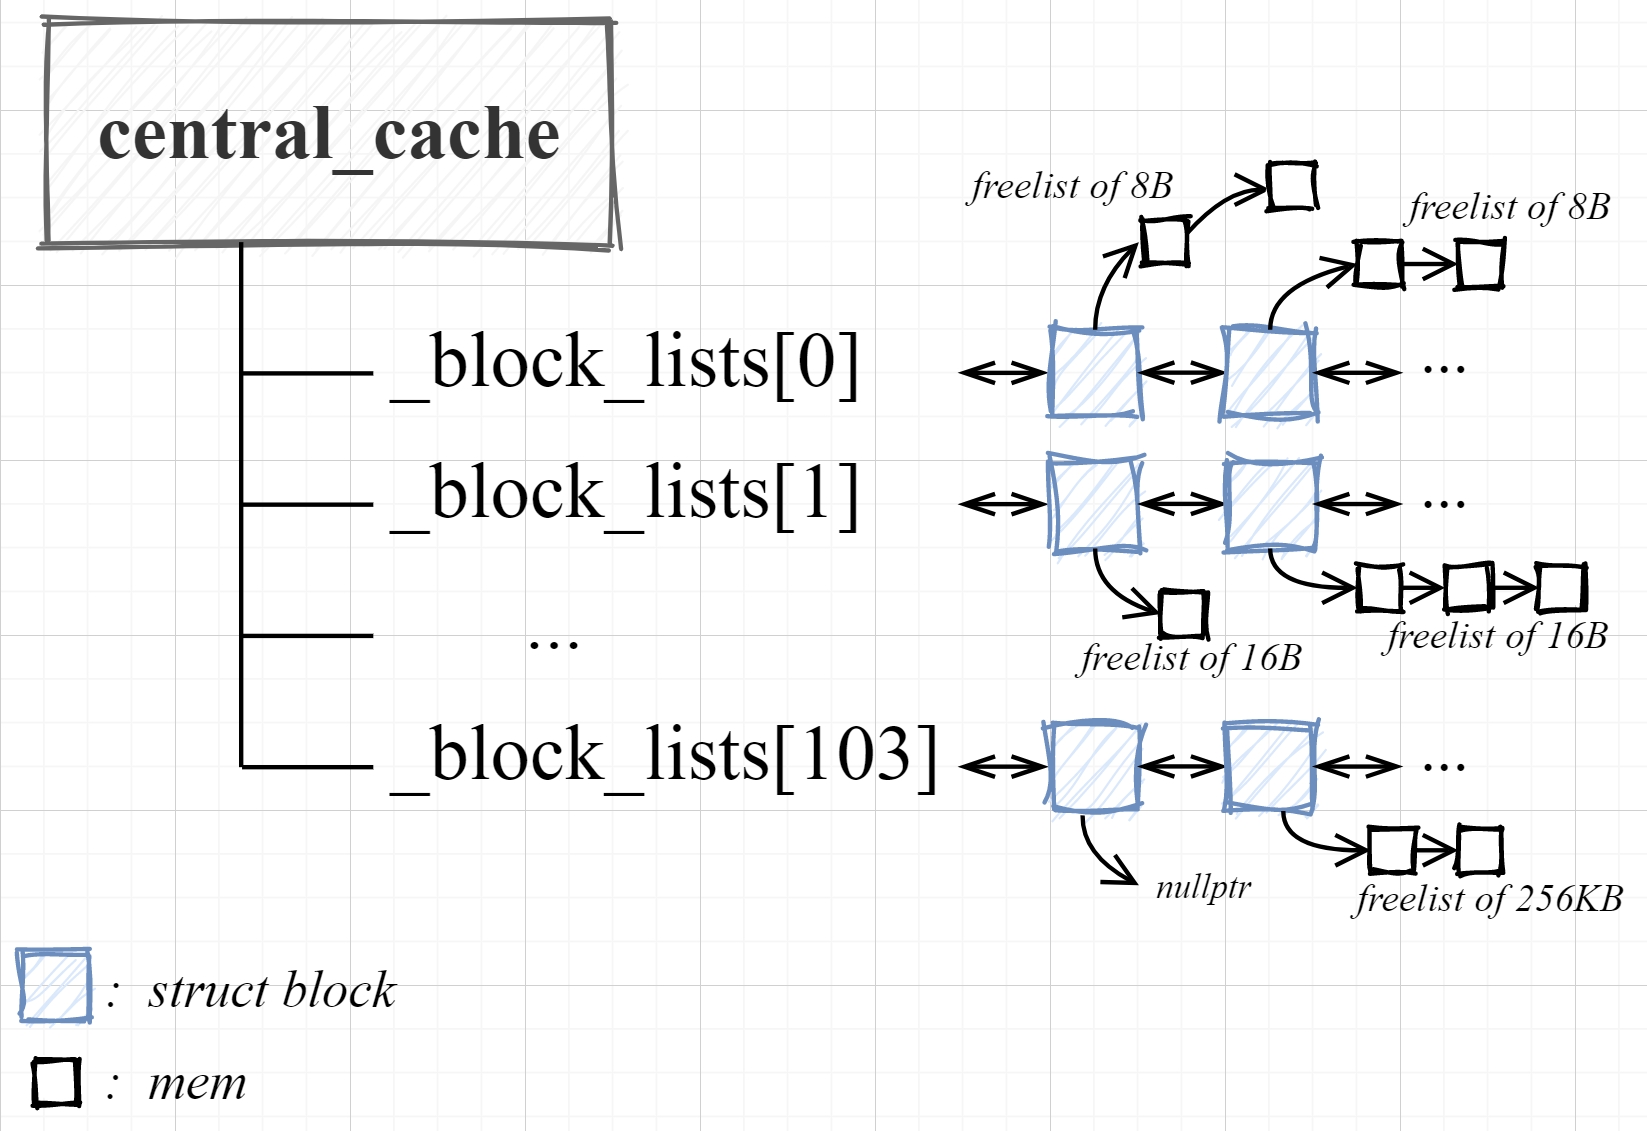 central_cache
freelist of 8B
freelist of 8B
_block_lists[0]
...
_block_lists[1]
...
...
freelist of 16B
freelist of 16B
_block_lists[103]
...
nullptr
freelist of 256KB
: struct block
: mem